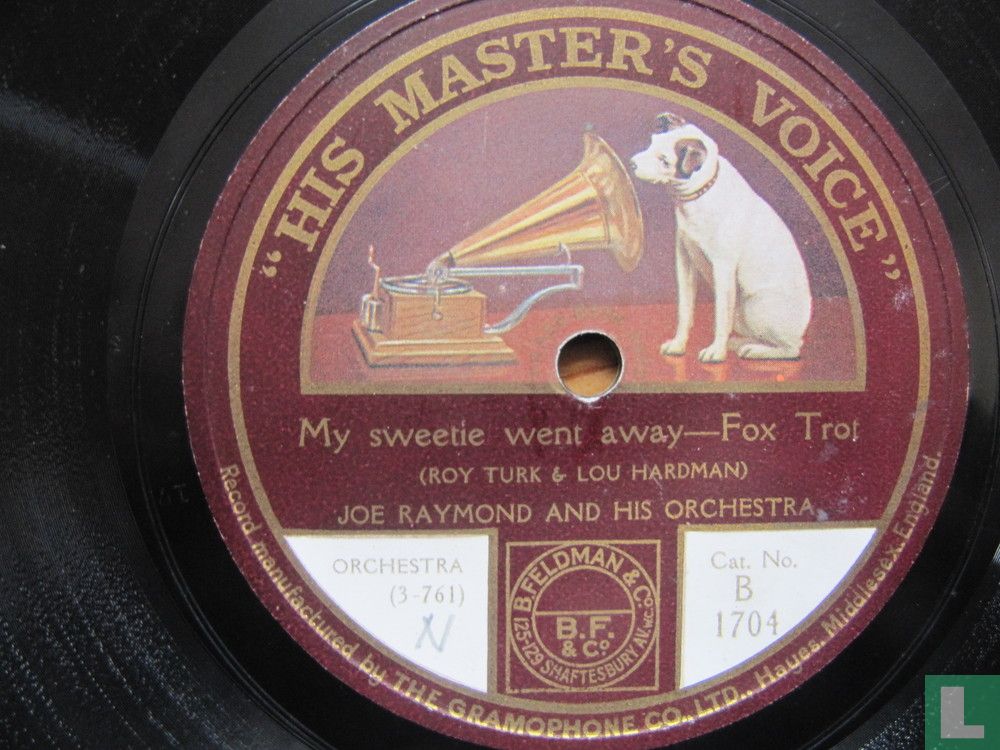 “HIS MASTER'S VOICE”
My sweetie went away—Fox Trot
(ROY TURK & LOU HARDMAN)
JOE RAYMOND AND HIS ORCHESTRA
ORCHESTRA
(3-761)
N
B. FELDMAN & Co
125-129 SHAFTESBURY AV. W.C.2
B.F.
& Co
Cat. No.
B
1704
Record manufactured by THE GRAMOPHONE CO., LTD., Hayes, Middlesex, England.
L